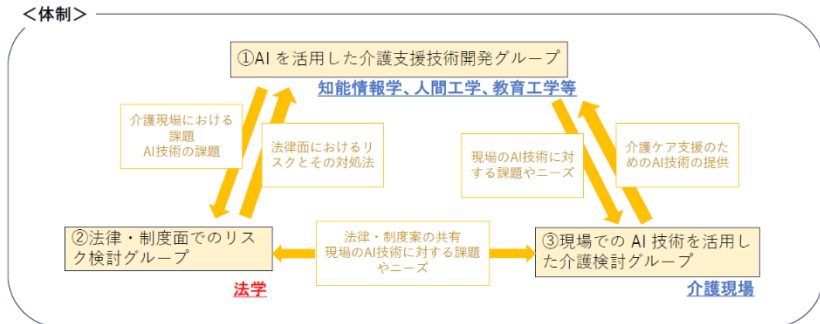 ＜体制＞
①AI を活用した介護支援技術開発グループ
知能情報学、人間工学、教育工学等
介護現場における
課題
AI技術の課題
法律面におけるリ
スクとその対処法
現場のAI技術に対
する課題やニーズ
介護ケア支援のた
めのAI技術の提供
②法律・制度面でのリス
ク検討グループ
法学
法律・制度案の共有
現場のAI技術に対する課題
やニーズ
③現場での AI 技術を活用し
た介護検討グループ
介護現場